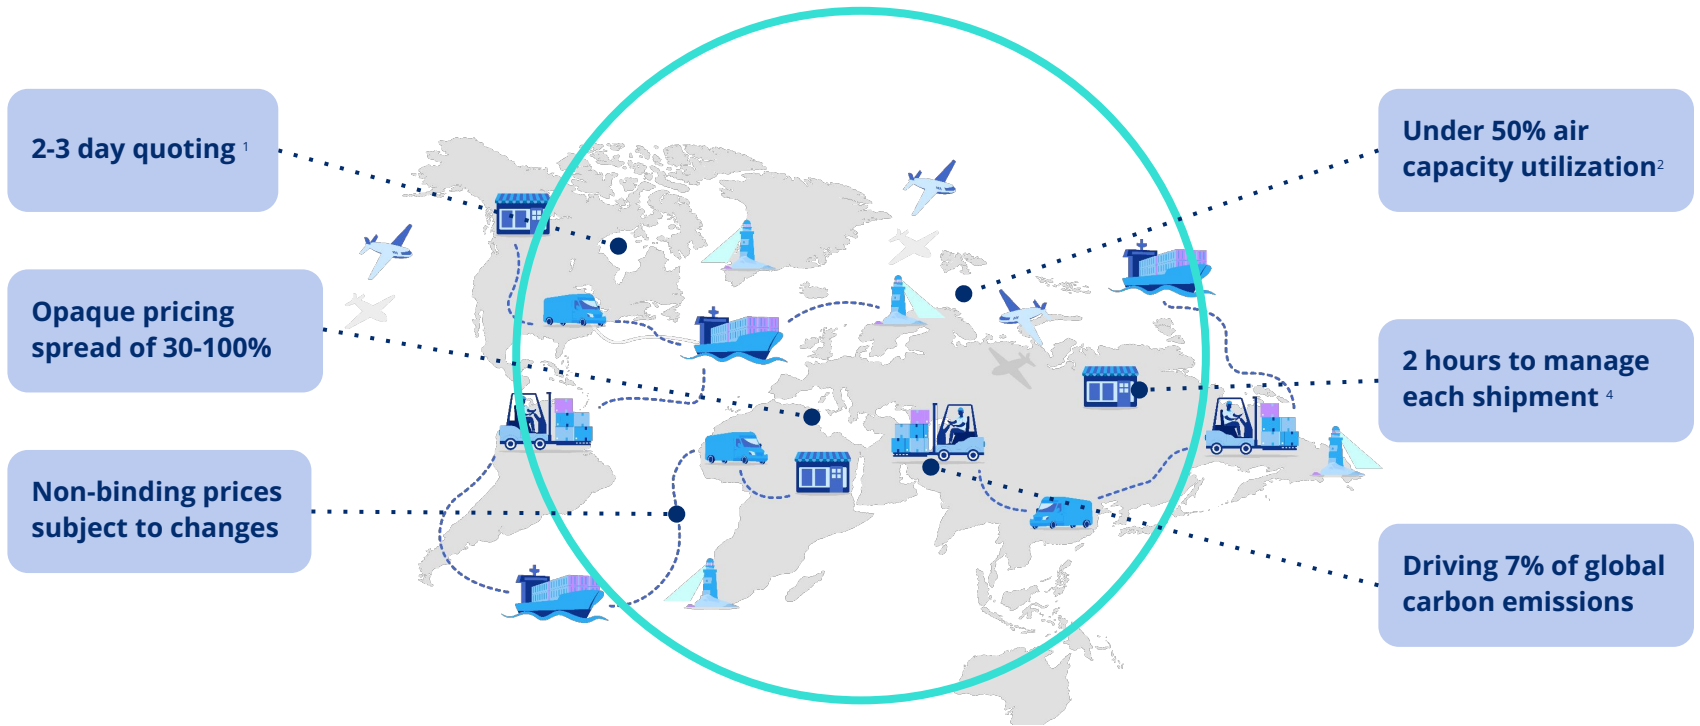 2-3 day quoting 1
Opaque pricing
spread of 30-100%
Non-binding prices
subject to changes
Under 50% air
capacity utilization2
2 hours to manage
each shipment 4
Driving 7% of global
carbon emissions